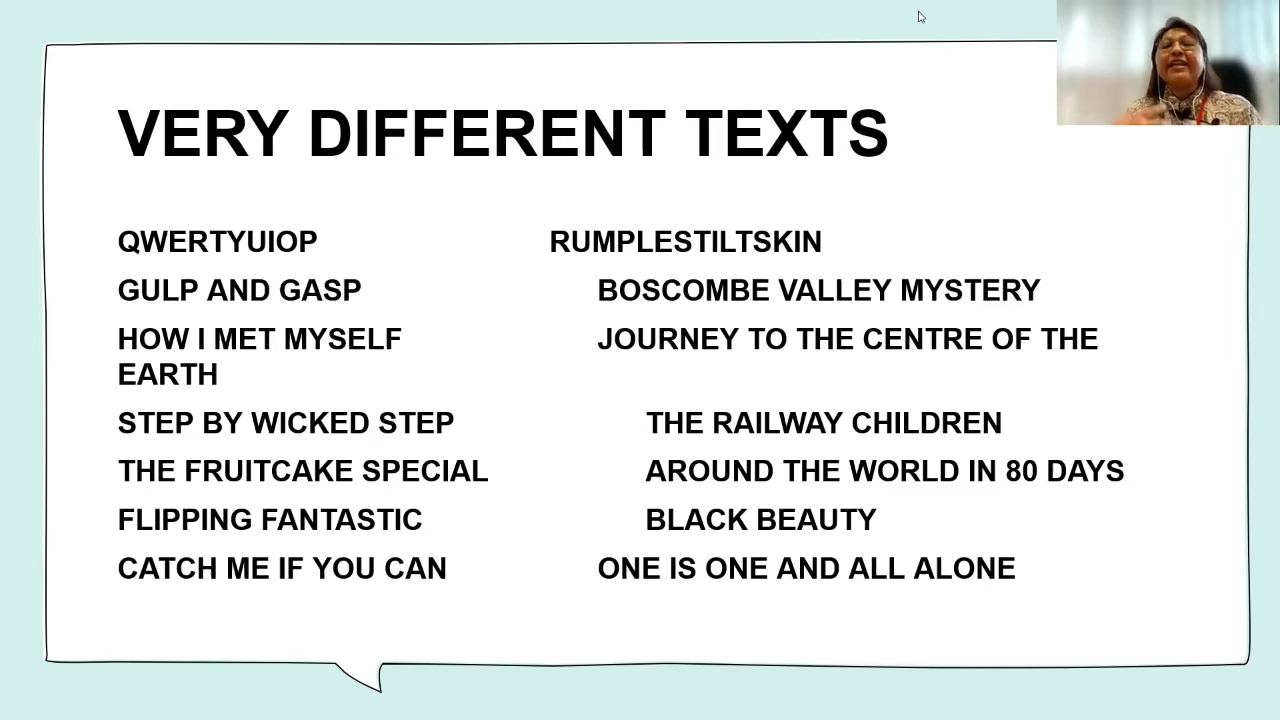 VERY DIFFERENT TEXTS
QWERTYUIOP RUMPLESTILTSKIN
GULP AND GASP BOSCOMBE VALLEY MYSTERY
HOW I MET MYSELF JOURNEY TO THE CENTRE OF THE
EARTH
STEP BY WICKED STEP THE RAILWAY CHILDREN
THE FRUITCAKE SPECIAL AROUND THE WORLD IN 80 DAYS
FLIPPING FANTASTIC BLACK BEAUTY
CATCH ME IF YOU CAN ONE IS ONE AND ALL ALONE